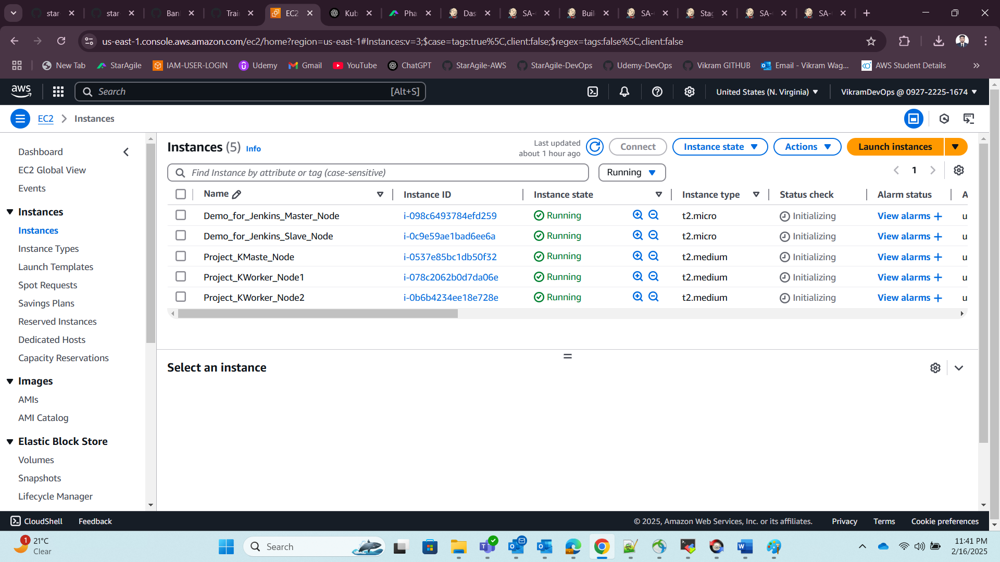 star- star- Banl Trai EC2 Kub Pha Das SA- Buil SA- Stag SA- SA-
us-east-1.console.aws.amazon.com/ec2/home?region=us-east-1#Instances:v=3;$case=tags:true%5C,client:false;$regex=tags:false%5C,client:false
New Tab StarAgile IAM-USER-LOGIN Udemy Gmail YouTube ChatGPT StarAgile-AWS StarAgile-DevOps Udemy-DevOps Vikram GITHUB Email - Vikram Wag... AWS Student Details
aws Search [Alt+S] United States (N. Virginia) VikramDevOps @ 0927-2225-1674
EC2 Instances
Dashboard
EC2 Global View
Events
Instances
Instances
Instance Types
Launch Templates
Spot Requests
Savings Plans
Reserved Instances
Dedicated Hosts
Capacity Reservations
Images
AMIs
AMI Catalog
Elastic Block Store
Volumes
Snapshots
Lifecycle Manager
Instances (5) Info
Last updated
about 1 hour ago
Connect Instance state Actions Launch instances
Find Instance by attribute or tag (case-sensitive) Running 1
Name Instance ID Instance state Instance type Status check Alarm status A
Demo_for_Jenkins_Master_Node i-098c6493784efd259 Running t2.micro Initializing View alarms + u
Demo_for_Jenkins_Slave_Node i-0c9e59ae1bad6ee6a Running t2.micro Initializing View alarms + u
Project_KMaste_Node i-0537e85bc1db50f32 Running t2.medium Initializing View alarms + u
Project_KWorker_Node1 i-078c2062b0d7da06e Running t2.medium Initializing View alarms + u
Project_KWorker_Node2 i-0b6b4234ee18e728e Running t2.medium Initializing View alarms + u
Select an instance
CloudShell Feedback © 2025, Amazon Web Services, Inc. or its affiliates. Privacy Terms Cookie preferences
1 21°C
Clear
Search
11:41 PM
2/16/2025